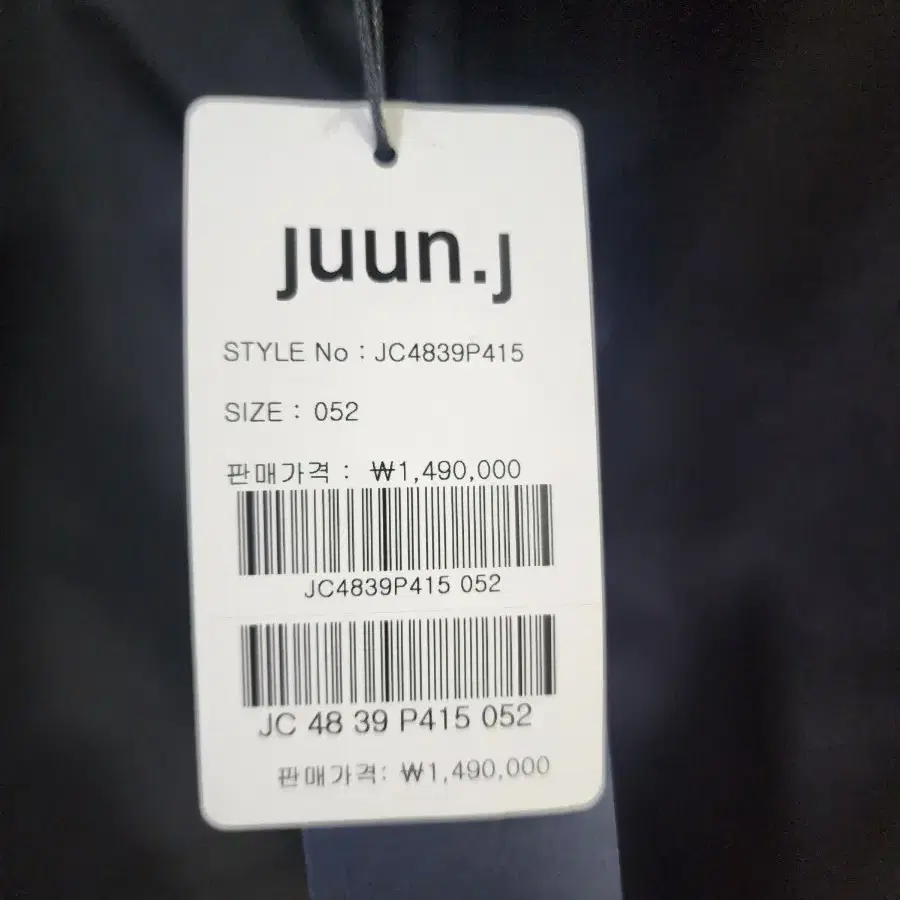 juun.j
STYLE No : JC4839P415
SIZE : 052
판매가격 : ₩1,490,000
JC4839P415 052
JC 48 39 P415 052
판매가격: ₩1,490,000